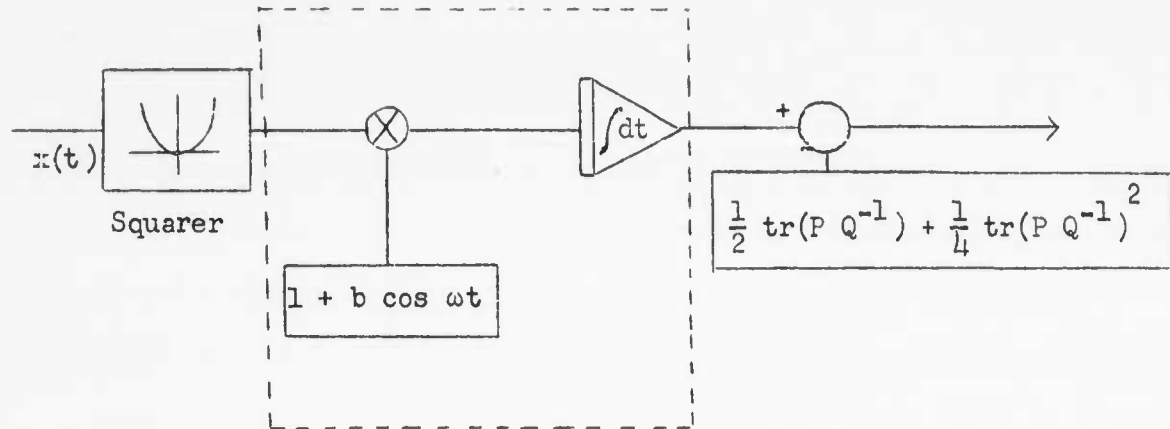 x(t)
Squarer
1 + b cos ωt
∫dt
+
-
1/2 tr(P Q⁻¹) + 1/4 tr(P Q⁻¹)²